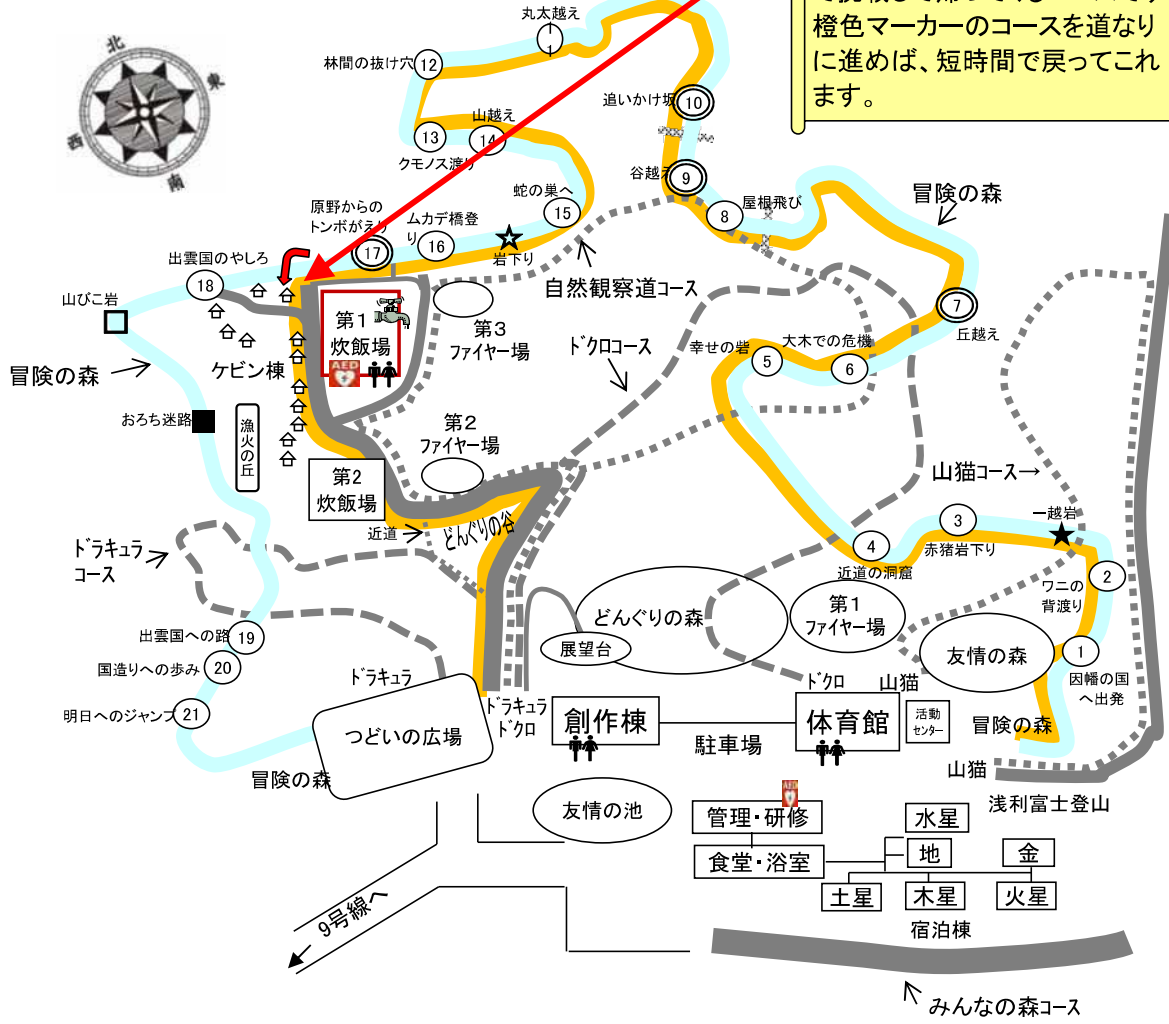 橙色マーカーのコースを道なり
に進めば、短時間で戻ってこれ
ます。
北
東
西
南
丸太越え
1
林間の抜け穴
12
追いかけ坂
10
13
クモノス渡り
山越え
14
谷越え
9
蛇の巣へ
15
屋根飛び
8
冒険の森
原野からの
トンボがえり
17
ムカデ橋登
り
16
岩下り
出雲国のやしろ
18
山びこ岩
自然観察道コース
第1
炊飯場
AED
第3
ファイヤー場
ドクロコース
7
丘越え
幸せの砦
5
大木での危機
6
冒険の森
ケビン棟
おろち迷路
漁火の丘
第2
ファイヤー場
第2
炊飯場
近道
どんぐりの谷
山猫コース
一越岩
3
赤猪岩下り
4
近道の洞窟
2
ワニの
背渡り
ドラキュラ
コース
どんぐりの森
第1
ファイヤー場
友情の森
1
因幡の国
へ出発
出雲国への路
19
国造りへの歩み
20
明日へのジャンプ
21
展望台
ドラキュラ
つどいの広場
ドラキュラ
ドクロ
創作棟
駐車場
ドクロ
体育館
山猫
活動
センター
冒険の森
冒険の森
山猫
浅利富士登山
友情の池
AED
管理・研修
食堂・浴室
水星
地
金
土星
木星
火星
宿泊棟
9号線へ
みんなの森コース